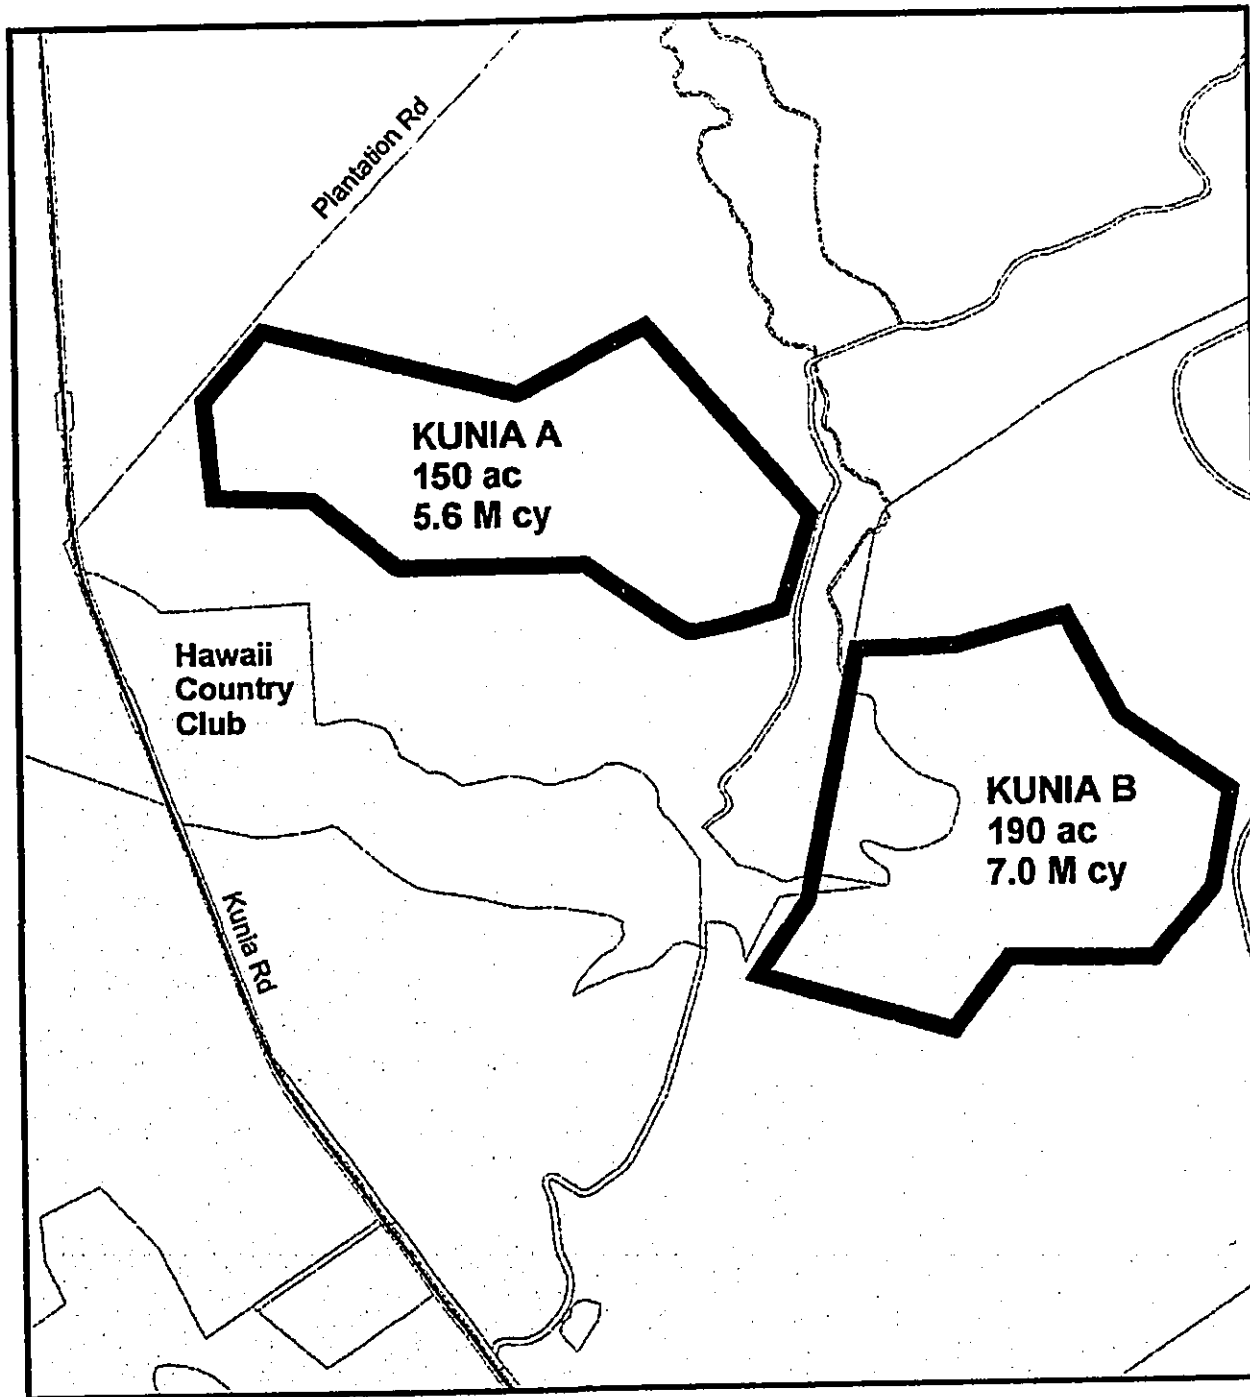 Plantation Rd
KUNIA A
150 ac
5.6 M cy
Hawaii
Country
Club
KUNIA B
190 ac
7.0 M cy
Kunia Rd